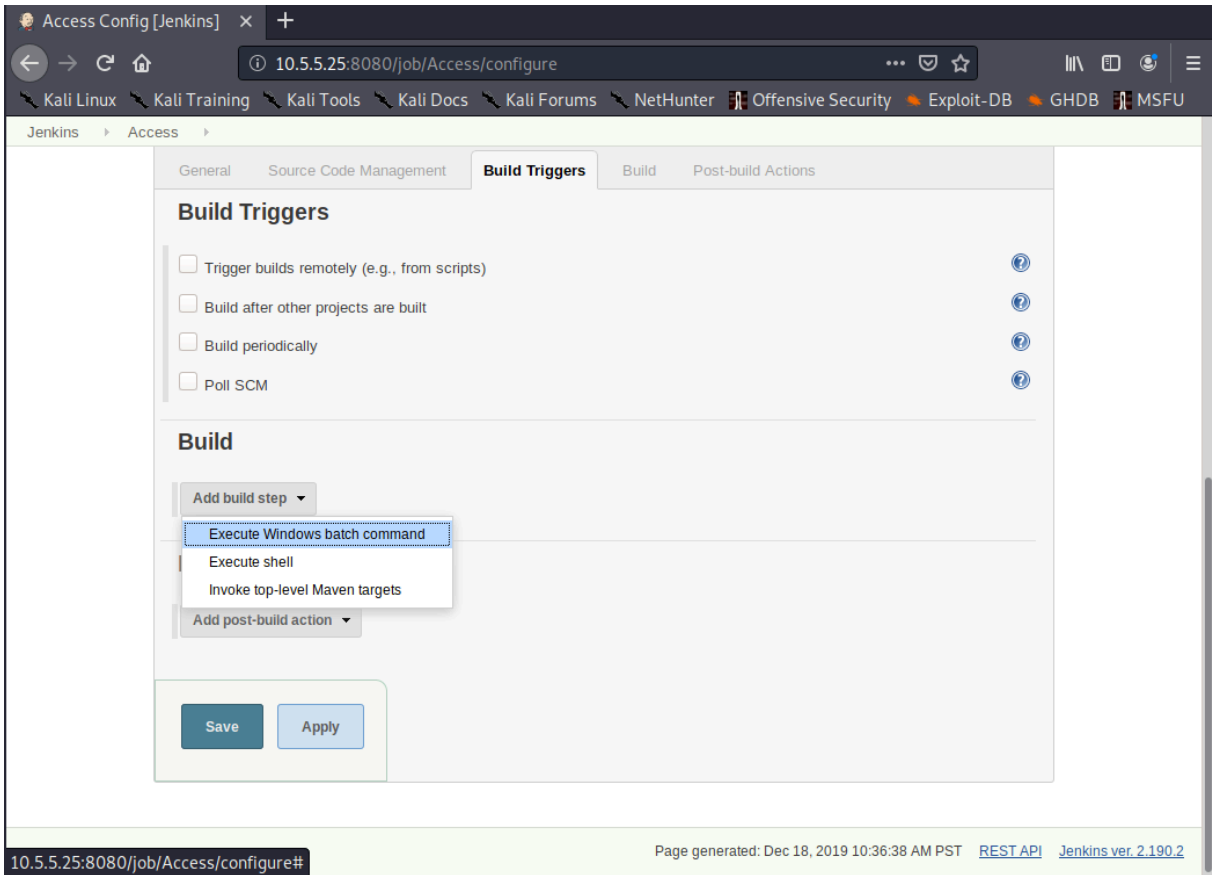 Access Config [Jenkins]
10.5.5.25:8080/job/Access/configure
Kali Linux Kali Training Kali Tools Kali Docs Kali Forums NetHunter Offensive Security Exploit-DB GHDB MSFU
Jenkins Access
General Source Code Management Build Triggers Build Post-build Actions
Build Triggers
Trigger builds remotely (e.g., from scripts)
Build after other projects are built
Build periodically
Poll SCM
Build
Add build step
Execute Windows batch command
Execute shell
Invoke top-level Maven targets
Add post-build action
Save Apply
Page generated: Dec 18, 2019 10:36:38 AM PST REST API Jenkins ver. 2.190.2
10.5.5.25:8080/job/Access/configure#